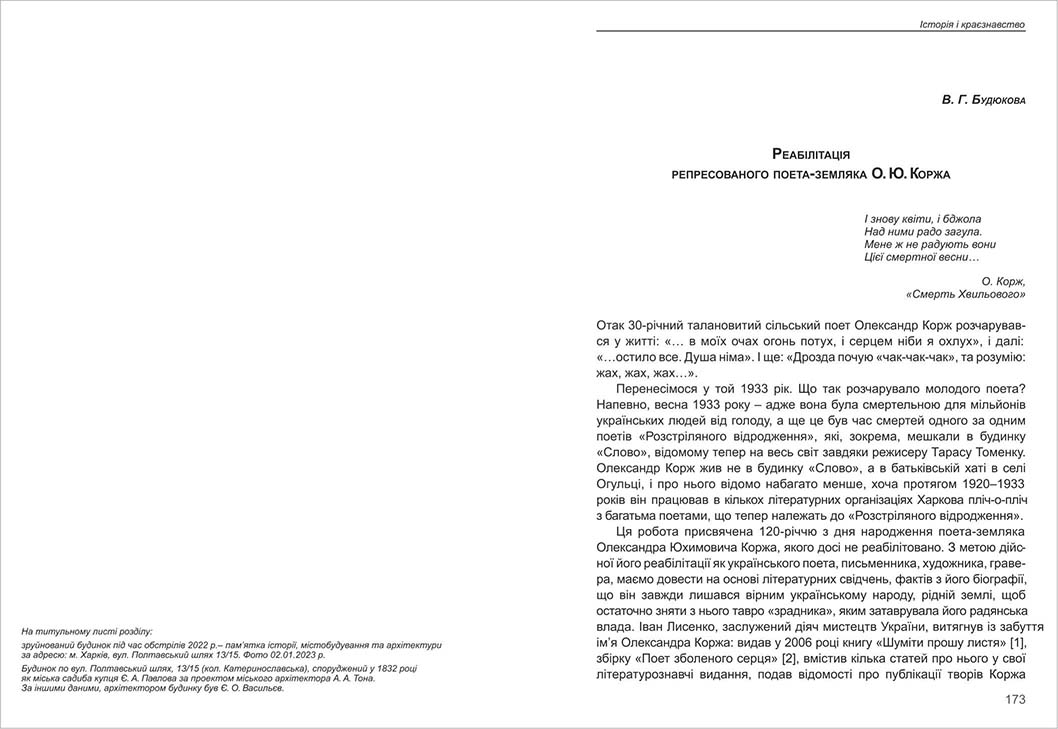 На титульному листі розділу:
зруйнований будинок під час обстрілів 2022 р.– пам'ятка історії, містобудування та архітектури
за адресою: м. Харків, вул. Полтавський шлях 13/15. Фото 02.01.2023 р.
Будинок по вул. Полтавський шлях, 13/15 (кол. Катеринославська), споруджений у 1832 році
як міська садиба купця Є. А. Павлова за проектом міського архітектора А. А. Тона.
За іншими даними, архітектором будинку був Є. О. Васильєв.
Історія і краєзнавство
В. Г. Будюкова
Реабілітація
репресованого поета-земляка О. Ю. Коржа
І знову квіти, і бджола
Над ними радо загула.
Мене ж не радують вони
Цієї смертної весни…
О. Корж,
«Смерть Хвильового»
Отак 30-річний талановитий сільський поет Олександр Корж розчарував-
ся у житті: «… в моїх очах огонь потух, і серцем ніби я охлух», і далі:
«…остило все. Душа німа». І ще: «Дрозда почую «чак-чак-чак», та розумію:
жах, жах, жах…».
Перенесімося у той 1933 рік. Що так розчарувало молодого поета?
Напевно, весна 1933 року – адже вона була смертельною для мільйонів
українських людей від голоду, а ще це був час смертей одного за одним
поетів «Розстріляного відродження», які, зокрема, мешкали в будинку
«Слово», відомому тепер на весь світ завдяки режисеру Тарасу Томенку.
Олександр Корж жив не в будинку «Слово», а в батьківській хаті в селі
Огульці, і про нього відомо набагато менше, хоча протягом 1920–1933
років він працював в кількох літературних організаціях Харкова пліч-о-пліч
з багатьма поетами, що тепер належать до «Розстріляного відродження».
Ця робота присвячена 120-річчю з дня народження поета-земляка
Олександра Юхимовича Коржа, якого досі не реабілітовано. З метою дійс-
ної його реабілітації як українського поета, письменника, художника, граве-
ра, маємо довести на основі літературних свідчень, фактів з його біографії,
що він завжди лишався вірним українському народу, рідній землі, щоб
остаточно зняти з нього тавро «зрадника», яким затаврувала його радянська
влада. Іван Лисенко, заслужений діяч мистецтв України, витягнув із забуття
ім'я Олександра Коржа: видав у 2006 році книгу «Шуміти прошу листя» [1],
збірку «Поет зболеного серця» [2], вмістив кілька статей про нього у свої
літературознавчі видання, подав відомості про публікації творів Коржа
173